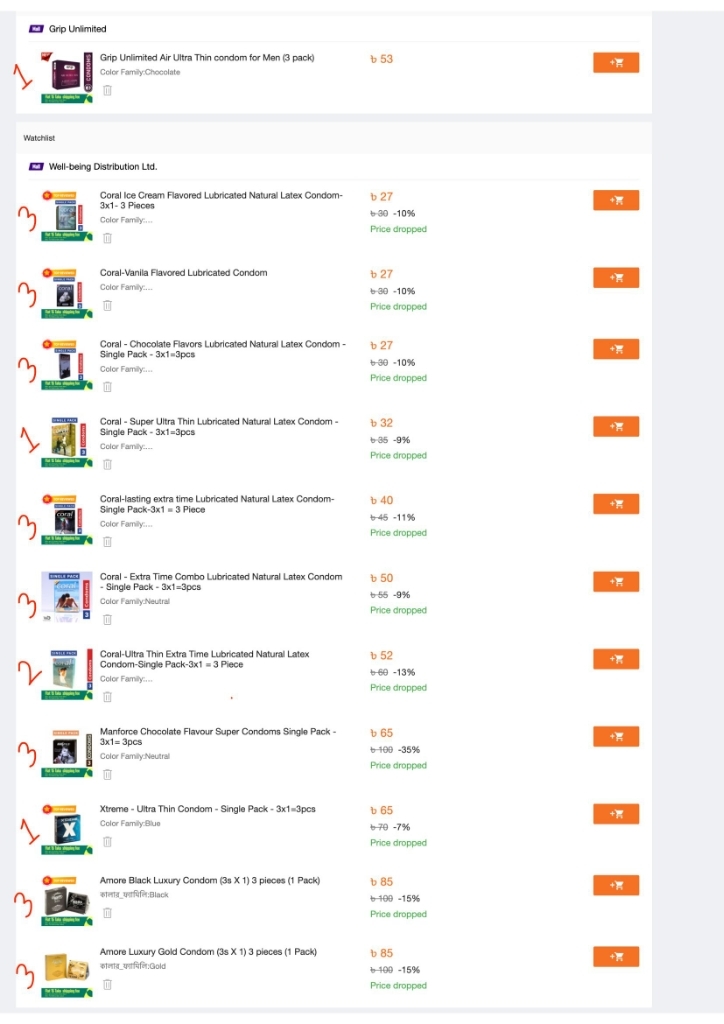 Mall Grip Unlimited
1
Grip Unlimited Air Ultra Thin condom for Men (3 pack)
৳ 53
Color Family:Chocolate
Watchlist
Mall Well-being Distribution Ltd.
3
Coral Ice Cream Flavored Lubricated Natural Latex Condom-
3x1- 3 Pieces
৳ 27
৳ 30 -10%
Color Family:...
Price dropped
3
Coral-Vanila Flavored Lubricated Condom
৳ 27
Color Family:...
৳ 30 -10%
Price dropped
3
Coral - Chocolate Flavors Lubricated Natural Latex Condom -
Single Pack - 3x1=3pcs
৳ 27
৳ 30 -10%
Color Family:...
Price dropped
1
SINGLE PACK
Coral - Super Ultra Thin Lubricated Natural Latex Condom -
Single Pack - 3x1=3pcs
৳ 32
৳ 35 -9%
Color Family:...
Price dropped
3
coral
Coral-lasting extra time Lubricated Natural Latex Condom-
Single Pack-3x1 = 3 Piece
৳ 40
৳ 45 -11%
Color Family:...
Price dropped
3
SINGLE PACK
coral
Coral - Extra Time Combo Lubricated Natural Latex Condom
- Single Pack - 3x1=3pcs
৳ 50
৳ 55 -9%
Color Family:Neutral
Price dropped
2
SINGLE PACK
coral
Coral-Ultra Thin Extra Time Lubricated Natural Latex
Condom-Single Pack-3x1 = 3 Piece
৳ 52
৳ 60 -13%
Color Family:...
Price dropped
3
Manforce Chocolate Flavour Super Condoms Single Pack -
3x1= 3pcs
৳ 65
৳ 100 -35%
Color Family:Neutral
Price dropped
1
X
Xtreme - Ultra Thin Condom - Single Pack - 3x1=3pcs
৳ 65
Color Family:Blue
৳ 70 -7%
Price dropped
3
Amore Black Luxury Condom (3s X 1) 3 pieces (1 Pack)
৳ 85
কালার_ফ্যামিলি:Black
৳ 100 -15%
Price dropped
3
Amore Luxury Gold Condom (3s X 1) 3 pieces (1 Pack)
৳ 85
কালার_ফ্যামিলি:Gold
৳ 100 -15%
Price dropped